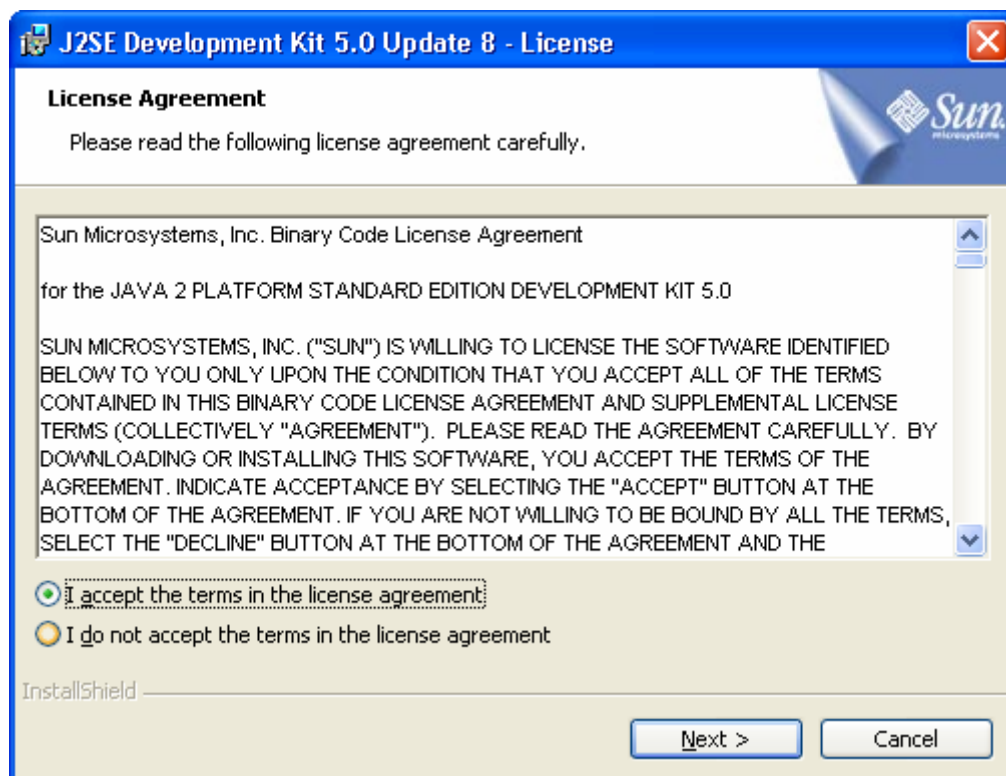 J2SE Development Kit 5.0 Update 8 - License
License Agreement
Please read the following license agreement carefully.
Sun
microsystems
Sun Microsystems, Inc. Binary Code License Agreement
for the JAVA 2 PLATFORM STANDARD EDITION DEVELOPMENT KIT 5.0
SUN MICROSYSTEMS, INC. ("SUN") IS WILLING TO LICENSE THE SOFTWARE IDENTIFIED
BELOW TO YOU ONLY UPON THE CONDITION THAT YOU ACCEPT ALL OF THE TERMS
CONTAINED IN THIS BINARY CODE LICENSE AGREEMENT AND SUPPLEMENTAL LICENSE
TERMS (COLLECTIVELY "AGREEMENT").  PLEASE READ THE AGREEMENT CAREFULLY.  BY
DOWNLOADING OR INSTALLING THIS SOFTWARE, YOU ACCEPT THE TERMS OF THE
AGREEMENT. INDICATE ACCEPTANCE BY SELECTING THE "ACCEPT" BUTTON AT THE
BOTTOM OF THE AGREEMENT. IF YOU ARE NOT WILLING TO BE BOUND BY ALL THE TERMS,
SELECT THE "DECLINE" BUTTON AT THE BOTTOM OF THE AGREEMENT AND THE
I accept the terms in the license agreement
I do not accept the terms in the license agreement
InstallShield
Next >
Cancel